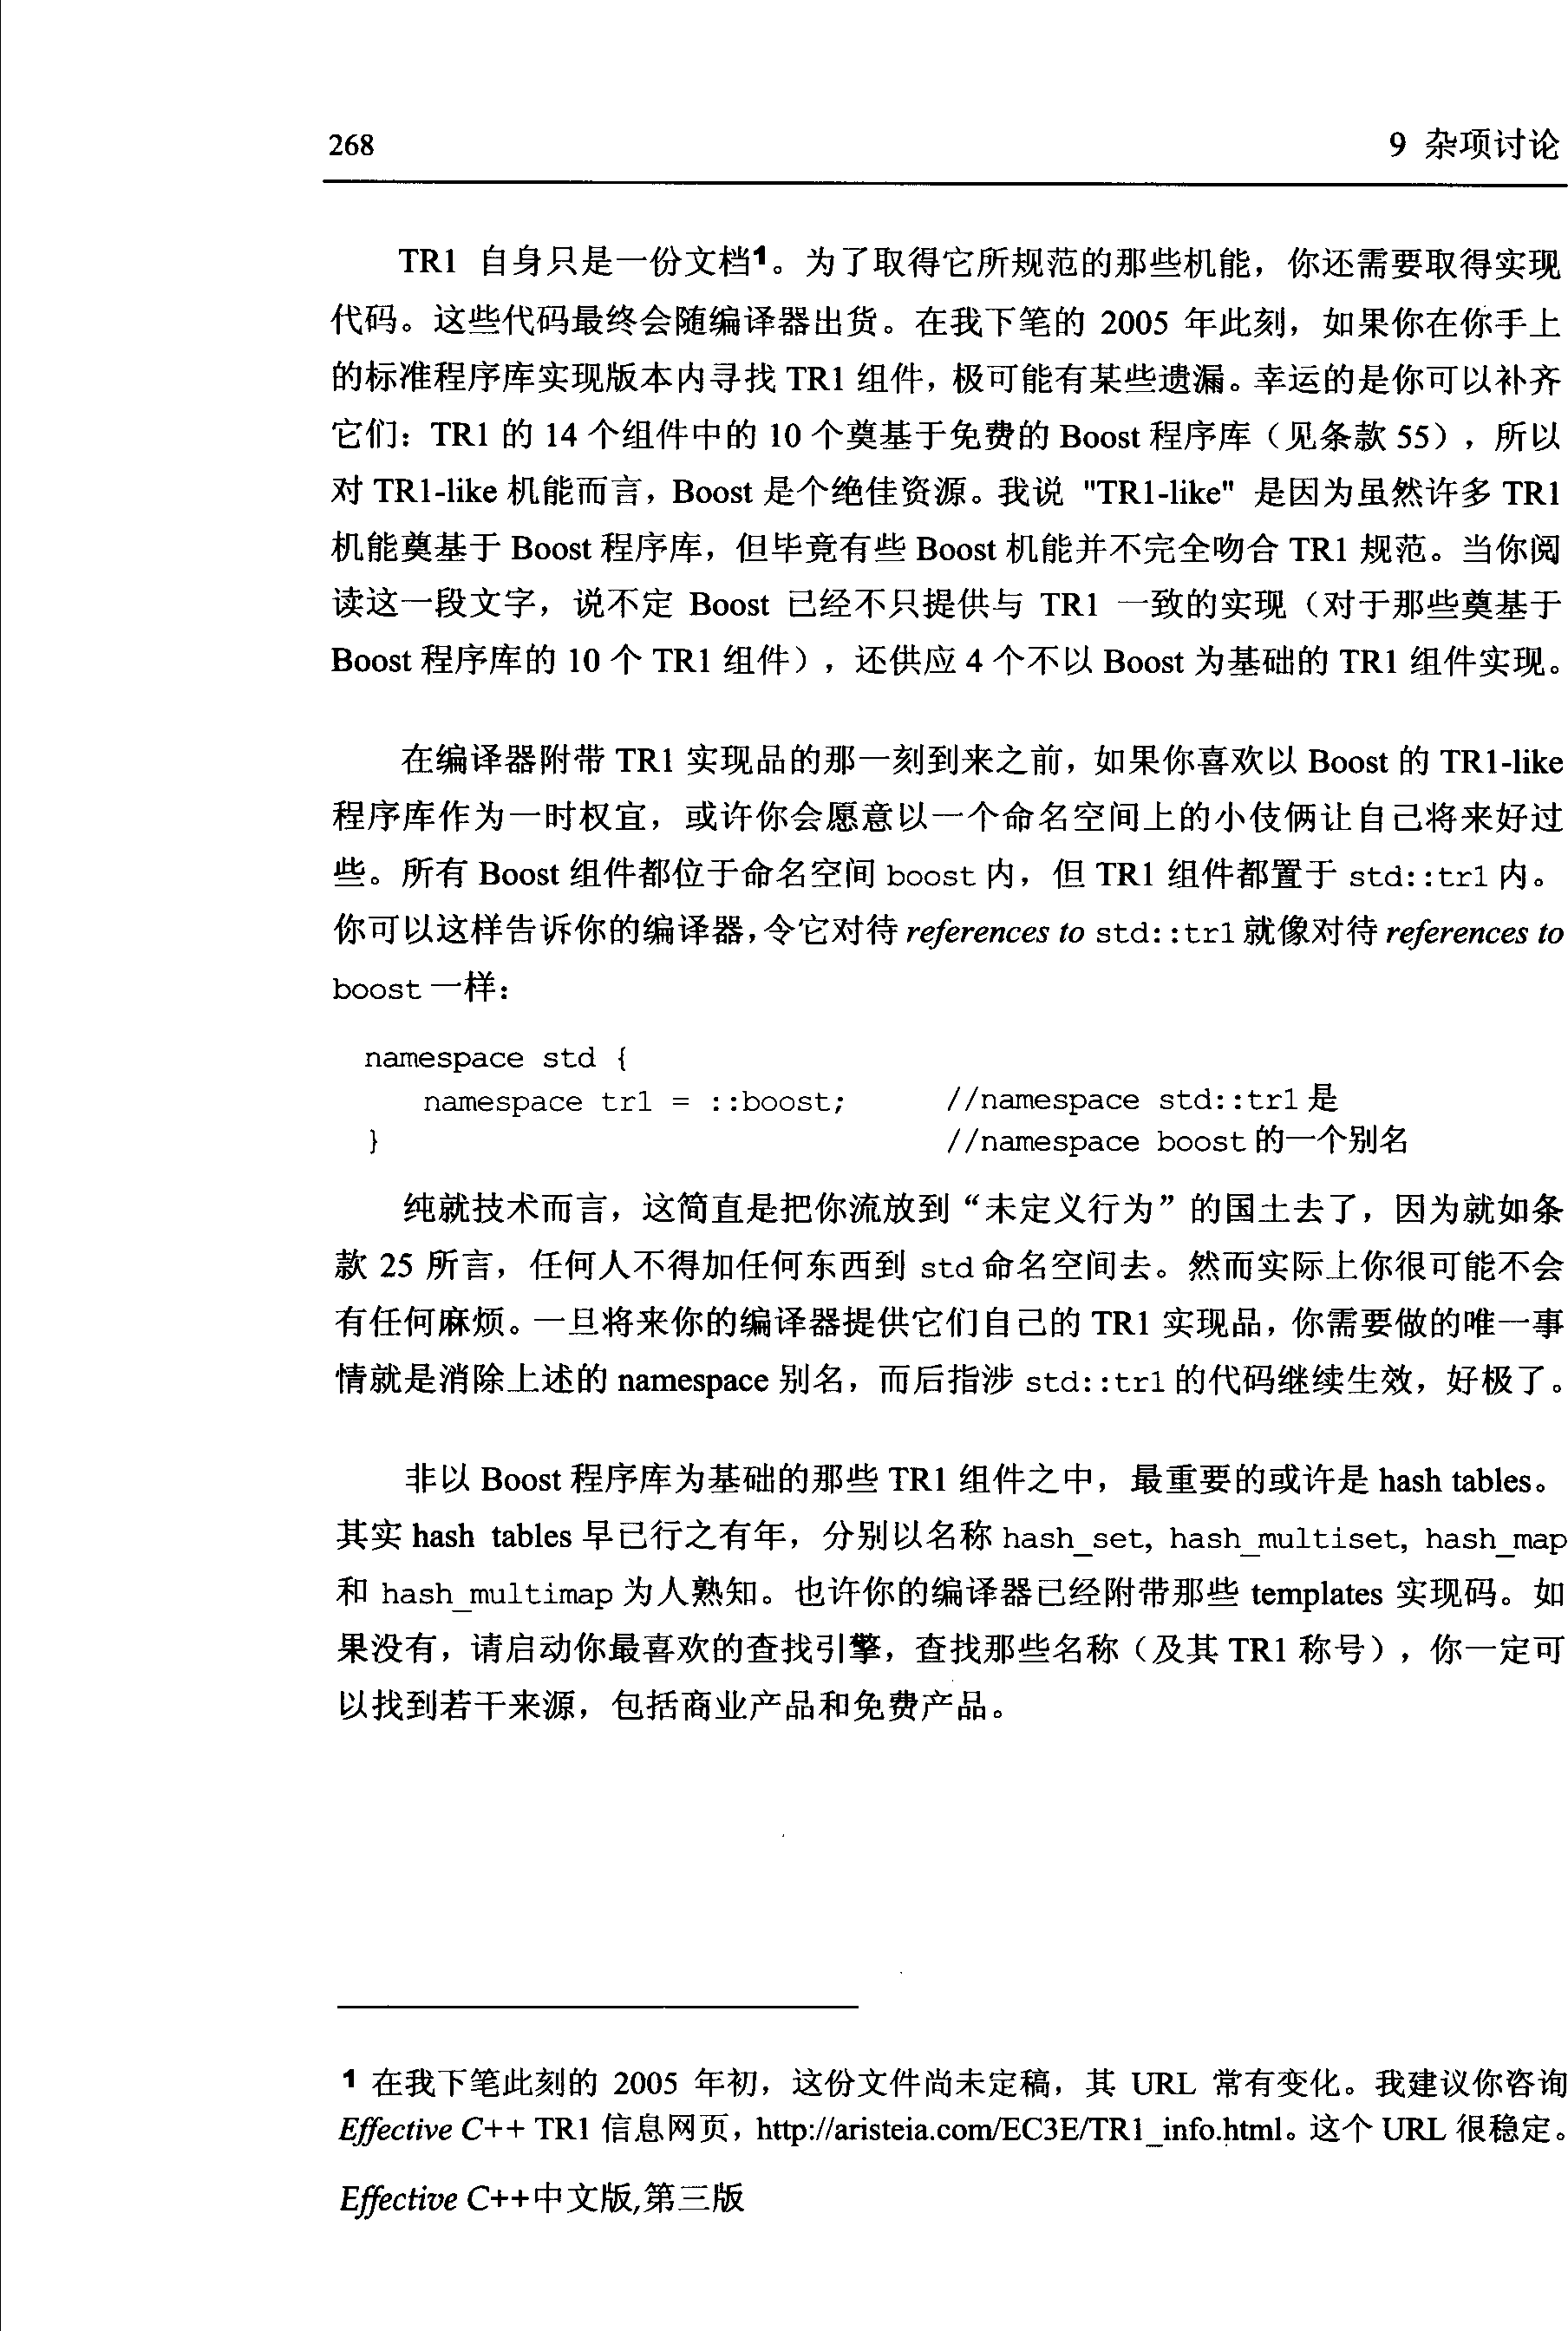 268
9 杂项讨论
TR1 自身只是一份文档1。为了取得它所规范的那些机能，你还需要取得实现
代码。这些代码最终会随编译器出货。在我下笔的 2005 年此刻，如果你在你手上
的标准程序库实现版本内寻找 TR1 组件，极可能有某些遗漏。幸运的是你可以补齐
它们：TR1 的 14 个组件中的 10 个奠基于免费的 Boost 程序库（见条款 55），所以
对 TR1-like 机能而言，Boost 是个绝佳资源。我说 "TR1-like" 是因为虽然许多 TR1
机能奠基于 Boost 程序库，但毕竟有些 Boost 机能并不完全吻合 TR1 规范。当你阅
读这一段文字，说不定 Boost 已经不只提供与 TR1 一致的实现（对于那些奠基于
Boost 程序库的 10 个 TR1 组件），还供应 4 个不以 Boost 为基础的 TR1 组件实现。
在编译器附带 TR1 实现品的那一刻到来之前，如果你喜欢以 Boost 的 TR1-like
程序库作为一时权宜，或许你会愿意以一个命名空间上的小伎俩让自己将来好过
些。所有 Boost 组件都位于命名空间 boost 内，但 TR1 组件都置于 std::tr1 内。
你可以这样告诉你的编译器，令它对待 references to std::tr1 就像对待 references to
boost 一样：
namespace std {
namespace tr1 = ::boost; //namespace std::tr1 是
} //namespace boost 的一个别名
纯就技术而言，这简直是把你流放到“未定义行为”的国土去了，因为就如条
款 25 所言，任何人不得加任何东西到 std 命名空间去。然而实际上你很可能不会
有任何麻烦。一旦将来你的编译器提供它们自己的 TR1 实现品，你需要做的唯一事
情就是消除上述的 namespace 别名，而后指涉 std::tr1 的代码继续生效，好极了。
非以 Boost 程序库为基础的那些 TR1 组件之中，最重要的或许是 hash tables。
其实 hash tables 早已行之有年，分别以名称 hash_set, hash_multiset, hash_map
和 hash_multimap 为人熟知。也许你的编译器已经附带那些 templates 实现码。如
果没有，请启动你最喜欢的查找引擎，查找那些名称（及其 TR1 称号），你一定可
以找到若干来源，包括商业产品和免费产品。
1 在我下笔此刻的 2005 年初，这份文件尚未定稿，其 URL 常有变化。我建议你咨询
Effective C++ TR1 信息网页，http://aristeia.com/EC3E/TR1_info.html。这个 URL 很稳定。
Effective C++中文版,第三版